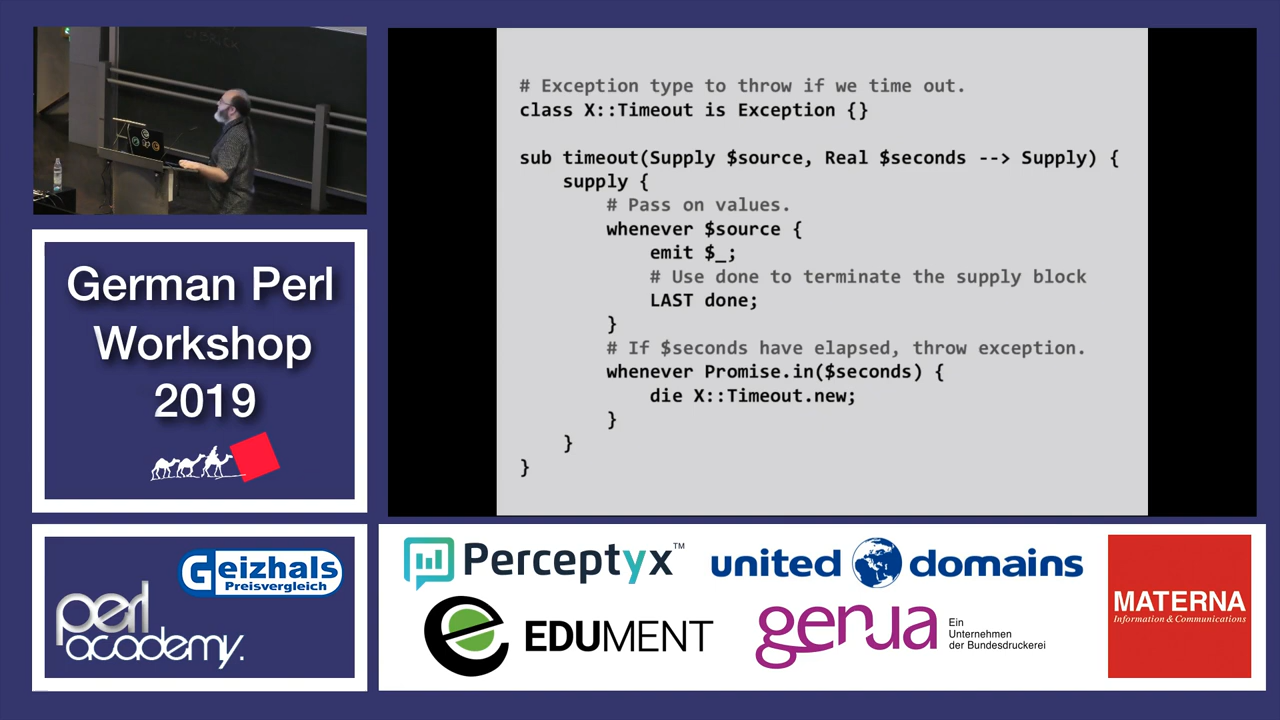 # Exception type to throw if we time out.
class X::Timeout is Exception {}
sub timeout(Supply $source, Real $seconds --> Supply) {
supply {
# Pass on values.
whenever $source {
emit $_;
# Use done to terminate the supply block
LAST done;
}
# If $seconds have elapsed, throw exception.
whenever Promise.in($seconds) {
die X::Timeout.new;
}
}
}
German Perl
Workshop
2019
Geizhals
Preisvergleich
perl
academy.
Perceptyx™
united domains
MATERNA
Information & Communications
EDUMENT
genua
Ein
Unternehmen
der Bundesdruckerei